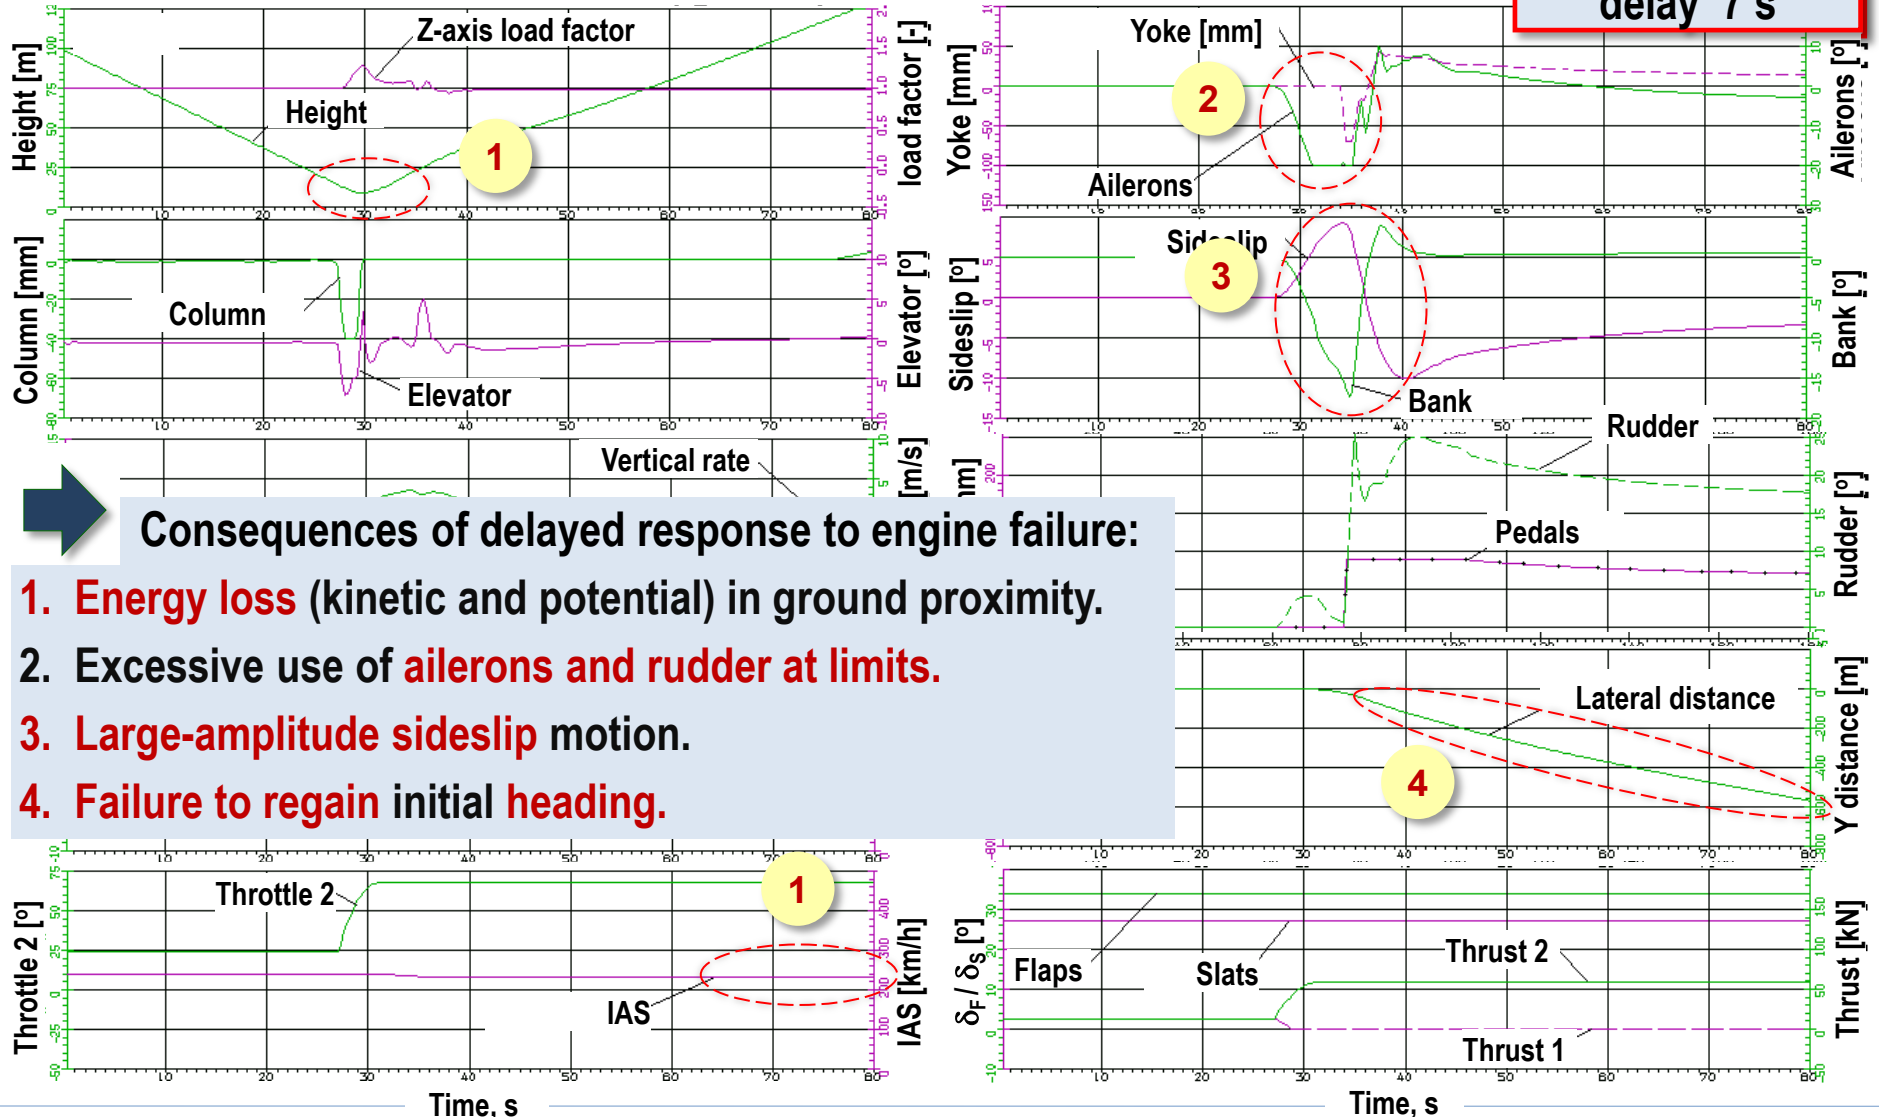 delay 7 s
Height [m]
Z-axis load factor
Height
1
load factor [-]
Yoke [mm]
Yoke [mm]
2
Ailerons
Ailerons [º]
Column [mm]
Column
Elevator
Elevator [º]
Sideslip [º]
Sideslip
3
Bank
Bank [º]
Vertical rate
[m/s]
Rudder
Pedals
Rudder [º]
Consequences of delayed response to engine failure:
1. Energy loss (kinetic and potential) in ground proximity.
2. Excessive use of ailerons and rudder at limits.
3. Large-amplitude sideslip motion.
4. Failure to regain initial heading.
Lateral distance
4
Y distance [m]
Throttle 2 [º]
Throttle 2
1
IAS
IAS [km/h]
δF / δS [º]
Flaps
Slats
Thrust 2
Thrust 1
Thrust [kN]
Time, s
Time, s